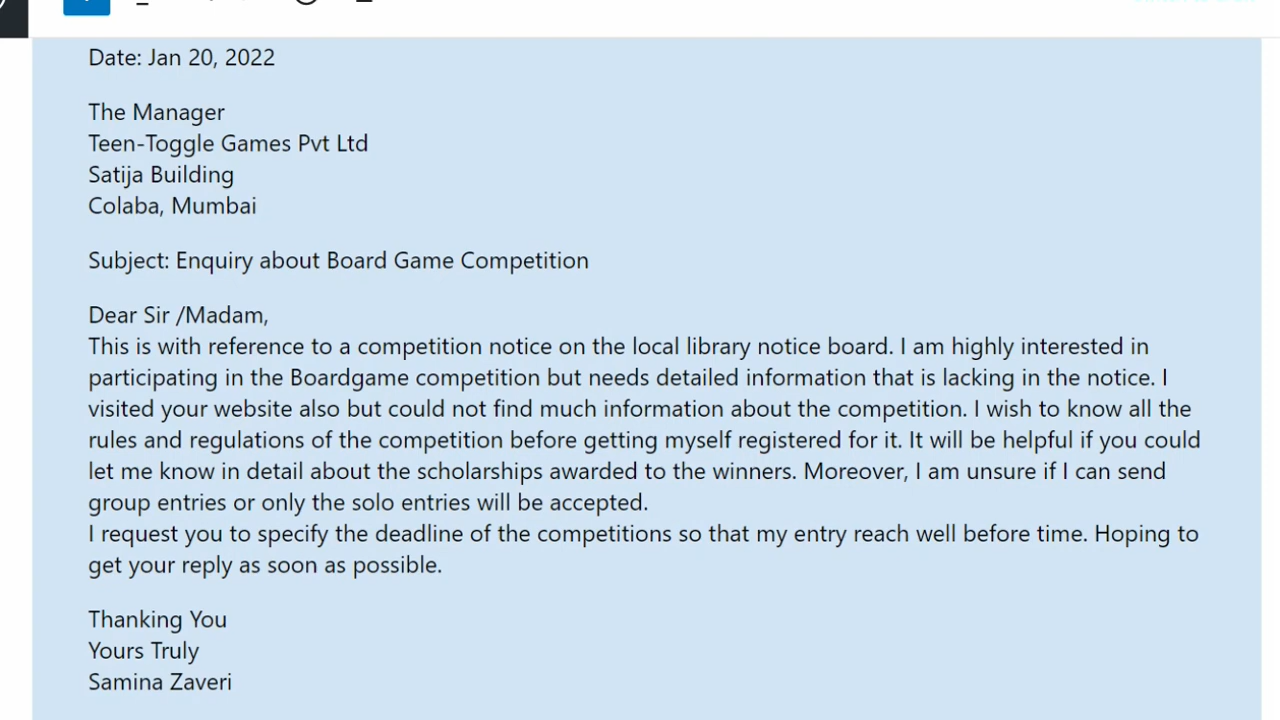 Date: Jan 20, 2022
The Manager
Teen-Toggle Games Pvt Ltd
Satija Building
Colaba, Mumbai
Subject: Enquiry about Board Game Competition
Dear Sir /Madam,
This is with reference to a competition notice on the local library notice board. I am highly interested in
participating in the Boardgame competition but needs detailed information that is lacking in the notice. I
visited your website also but could not find much information about the competition. I wish to know all the
rules and regulations of the competition before getting myself registered for it. It will be helpful if you could
let me know in detail about the scholarships awarded to the winners. Moreover, I am unsure if I can send
group entries or only the solo entries will be accepted.
I request you to specify the deadline of the competitions so that my entry reach well before time. Hoping to
get your reply as soon as possible.
Thanking You
Yours Truly
Samina Zaveri